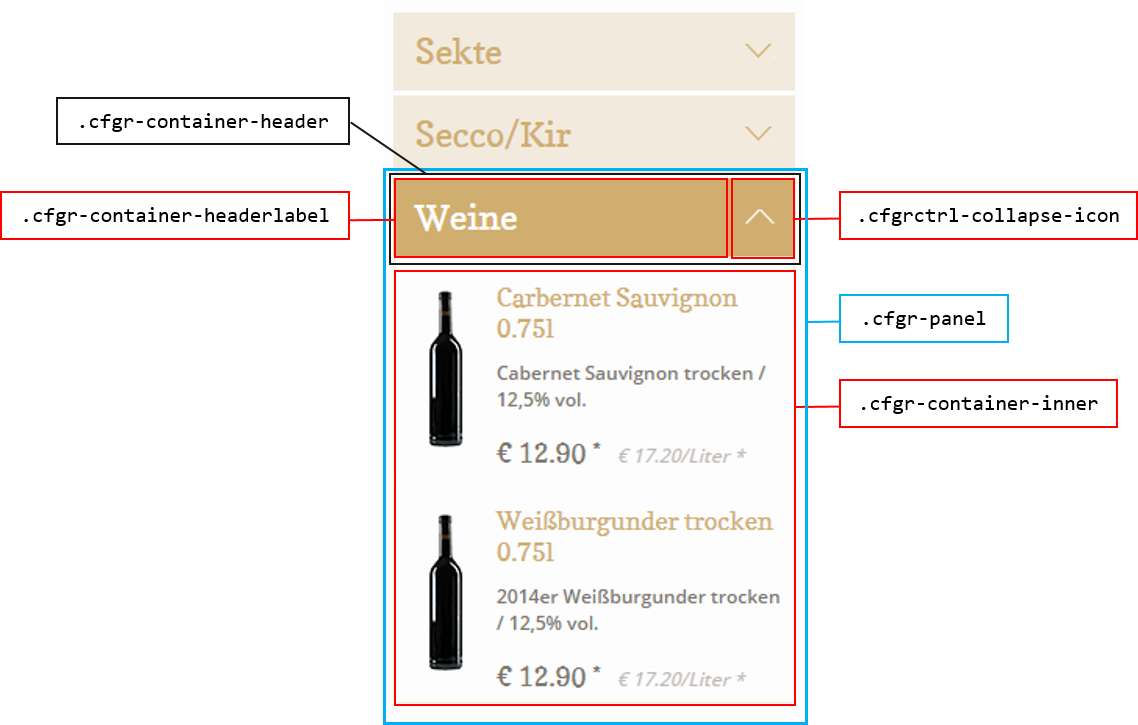 Sekte
.cfgr-container-header
Secco/Kir
.cfgr-container-headerlabel
Weine
.cfgrctrl-collapse-icon
Carbernet Sauvignon
0.75l
.cfgr-panel
Cabernet Sauvignon trocken /
12,5% vol.
.cfgr-container-inner
€ 12.90 * € 17.20/Liter *
Weißburgunder trocken
0.75l
2014er Weißburgunder trocken
/ 12,5% vol.
€ 12.90 * € 17.20/Liter *